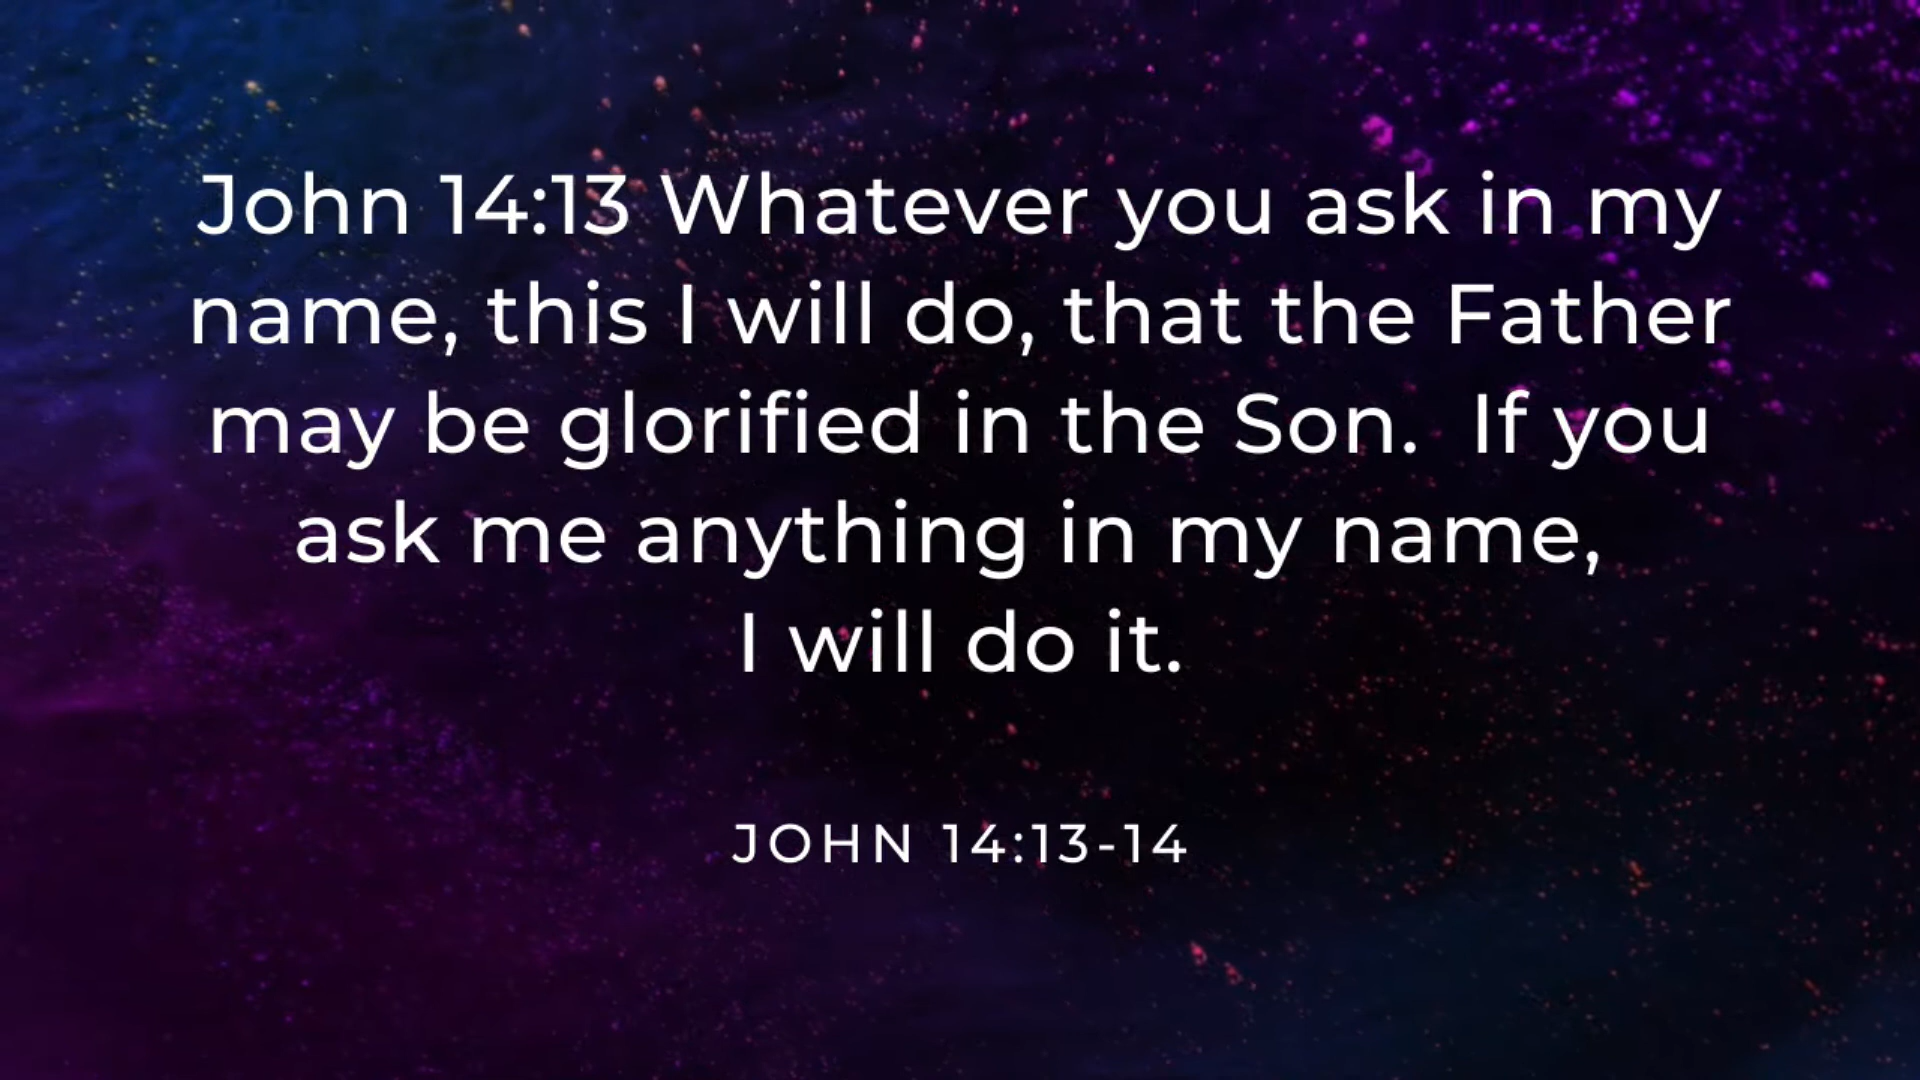 John 14:13 Whatever you ask in my
name, this I will do, that the Father
may be glorified in the Son.  If you
ask me anything in my name,
I will do it.
JOHN 14:13-14